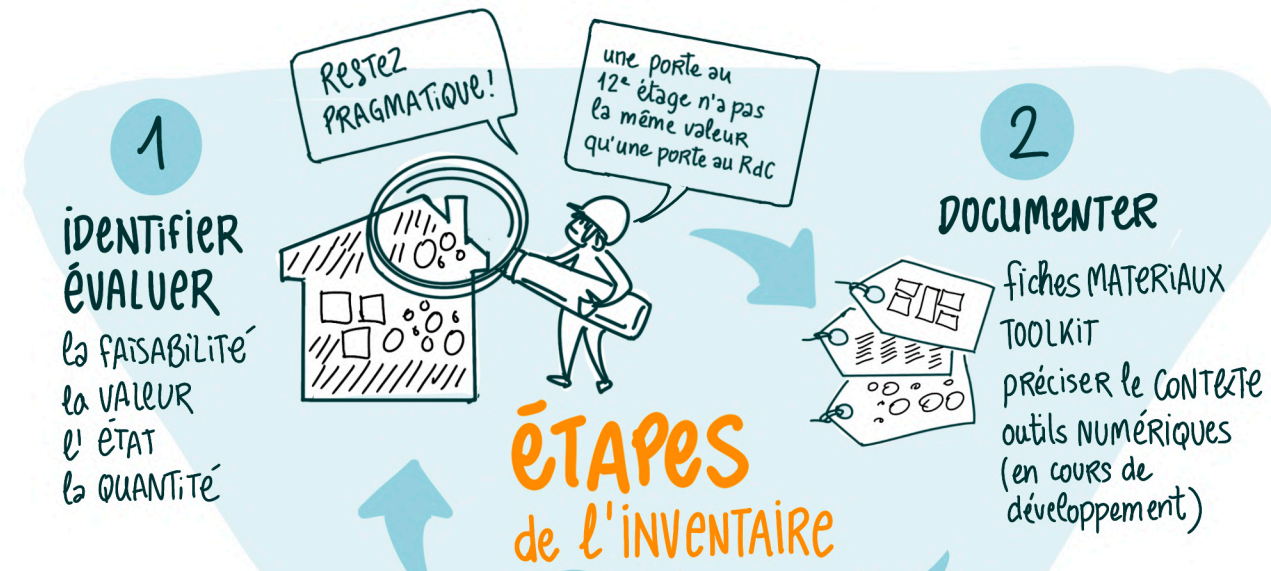 1
iDENTifiER
ÉVALUER
la FAiSABiLiTÉ
la VALEUR
l' ÉTAT
la QUANTiTÉ
RESTEZ
PRAGMATiQUE!
une porte au
12e étage n'a pas
la même valeur
qu'une porte au RdC
2
DOCUMENTER
fiches MATERiAUX
TOOLKiT
préciser le CONTEXTE
outils NUMÉRiQUES
(en cours de
développement)
ÉTAPES
de l'iNVENTAiRE